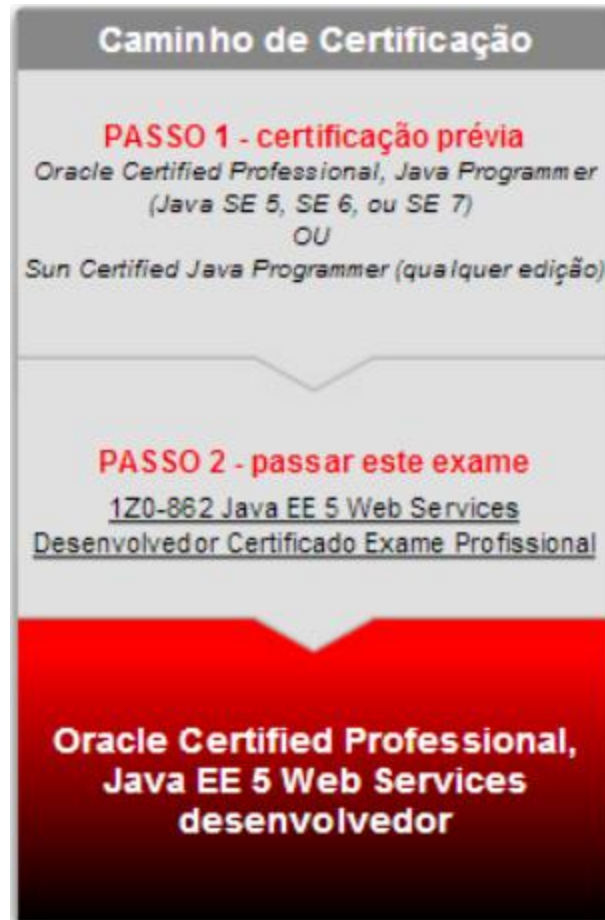 Caminho de Certificação
PASSO 1 - certificação prévia
Oracle Certified Professional, Java Programmer
(Java SE 5, SE 6, ou SE 7)
OU
Sun Certified Java Programmer (qualquer edição)
PASSO 2 - passar este exame
1Z0-862 Java EE 5 Web Services
Desenvolvedor Certificado Exame Profissional
Oracle Certified Professional,
Java EE 5 Web Services
desenvolvedor